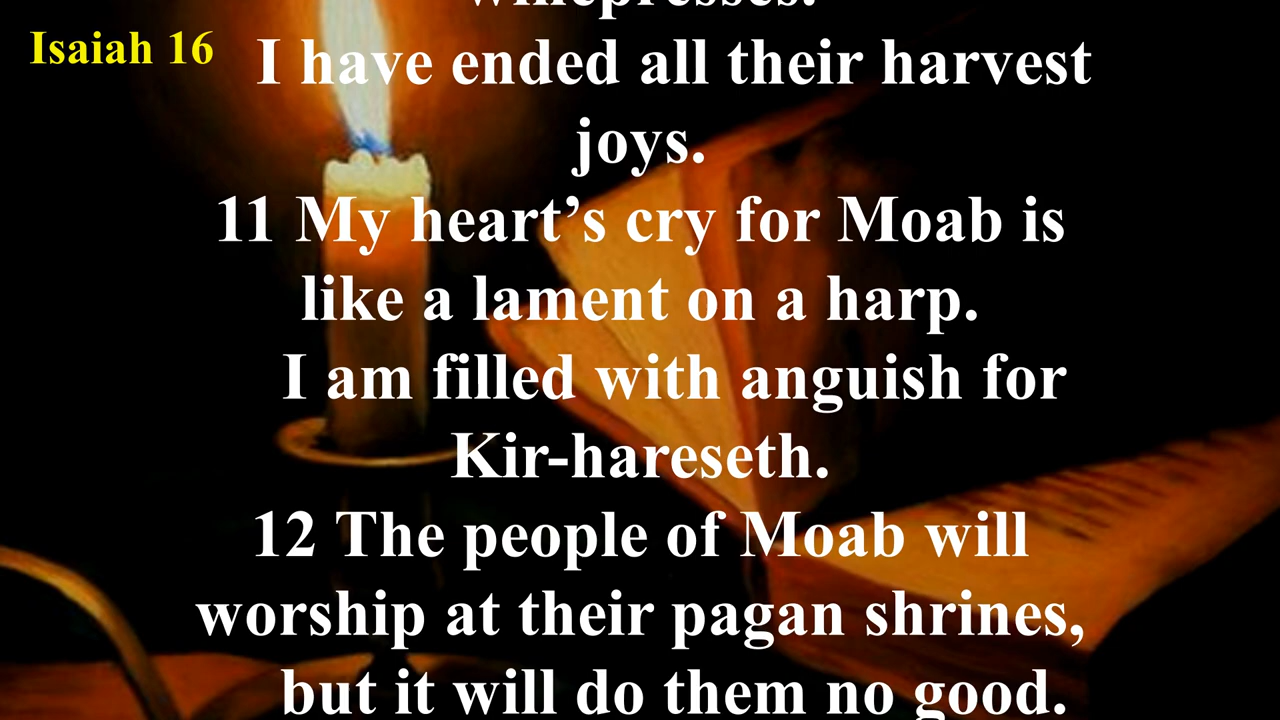 winepresses.
Isaiah 16
I have ended all their harvest
joys.
11 My heart’s cry for Moab is
like a lament on a harp.
I am filled with anguish for
Kir-hareseth.
12 The people of Moab will
worship at their pagan shrines,
but it will do them no good.